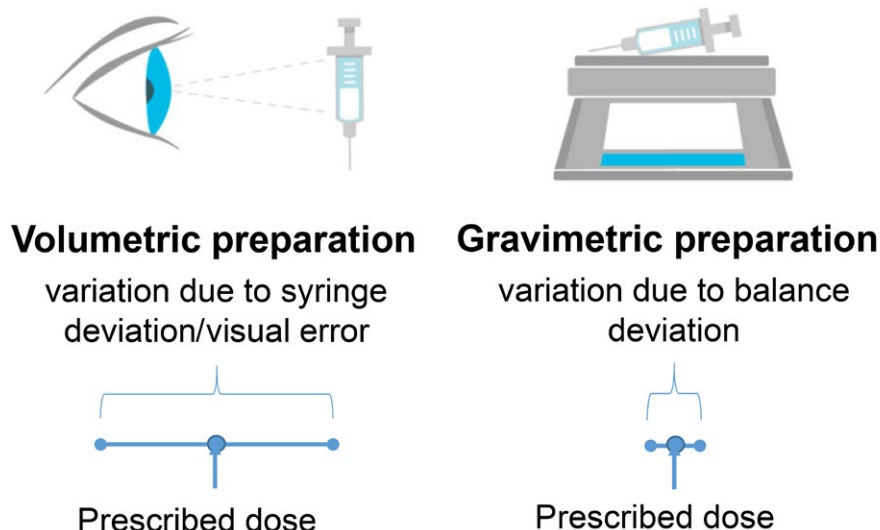 Volumetric preparation
variation due to syringe
deviation/visual error
Prescribed dose
Gravimetric preparation
variation due to balance
deviation
Prescribed dose